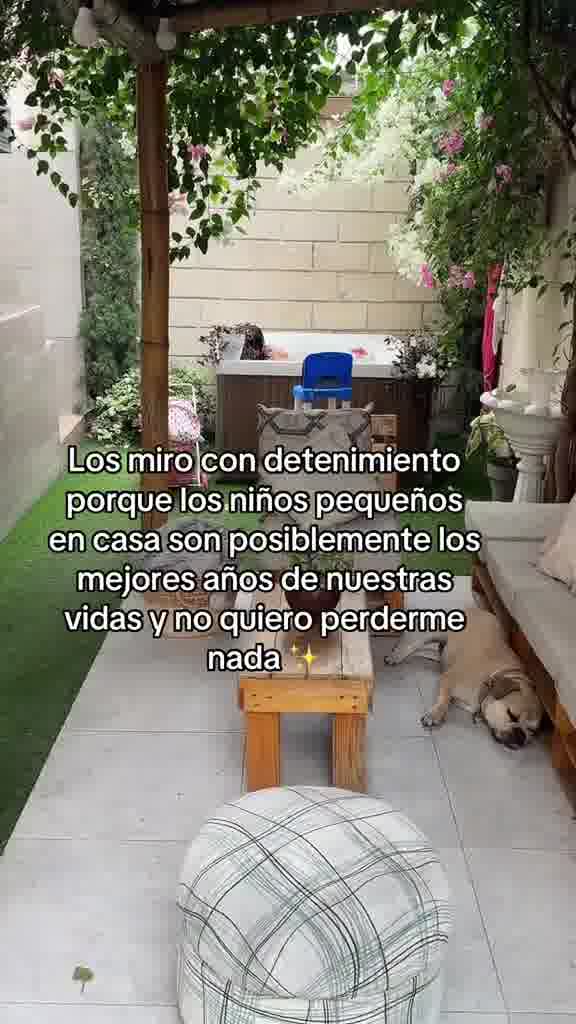 Los miro con detenimiento
porque los niños pequeños
en casa son posiblemente los
mejores años de nuestras
vidas y no quiero perderme
nada ✨